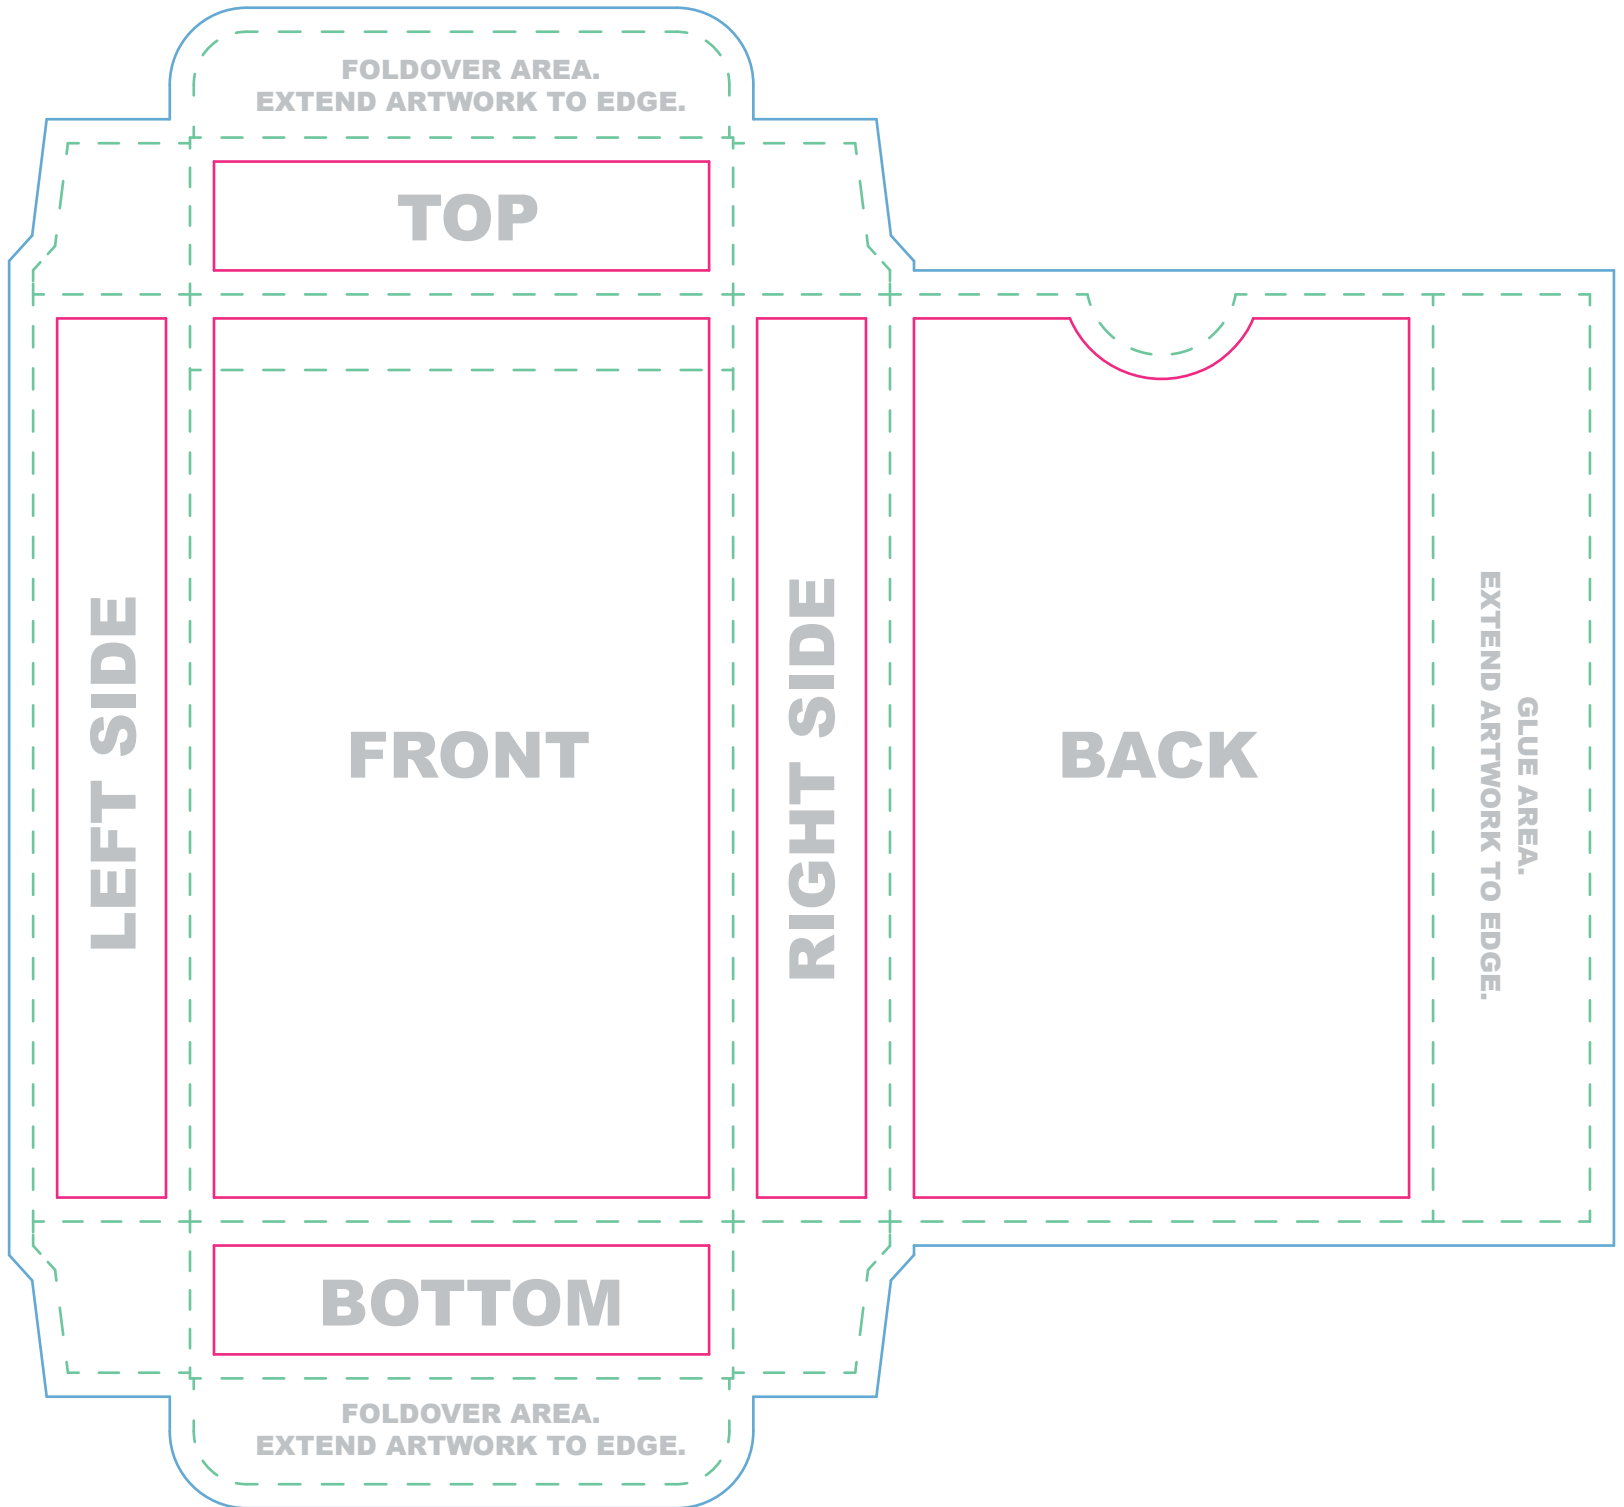 FOLDOVER AREA.
EXTEND ARTWORK TO EDGE.
TOP
LEFT SIDE
FRONT
RIGHT SIDE
BACK
GLUE AREA.
EXTEND ARTWORK TO EDGE.
BOTTOM
FOLDOVER AREA.
EXTEND ARTWORK TO EDGE.